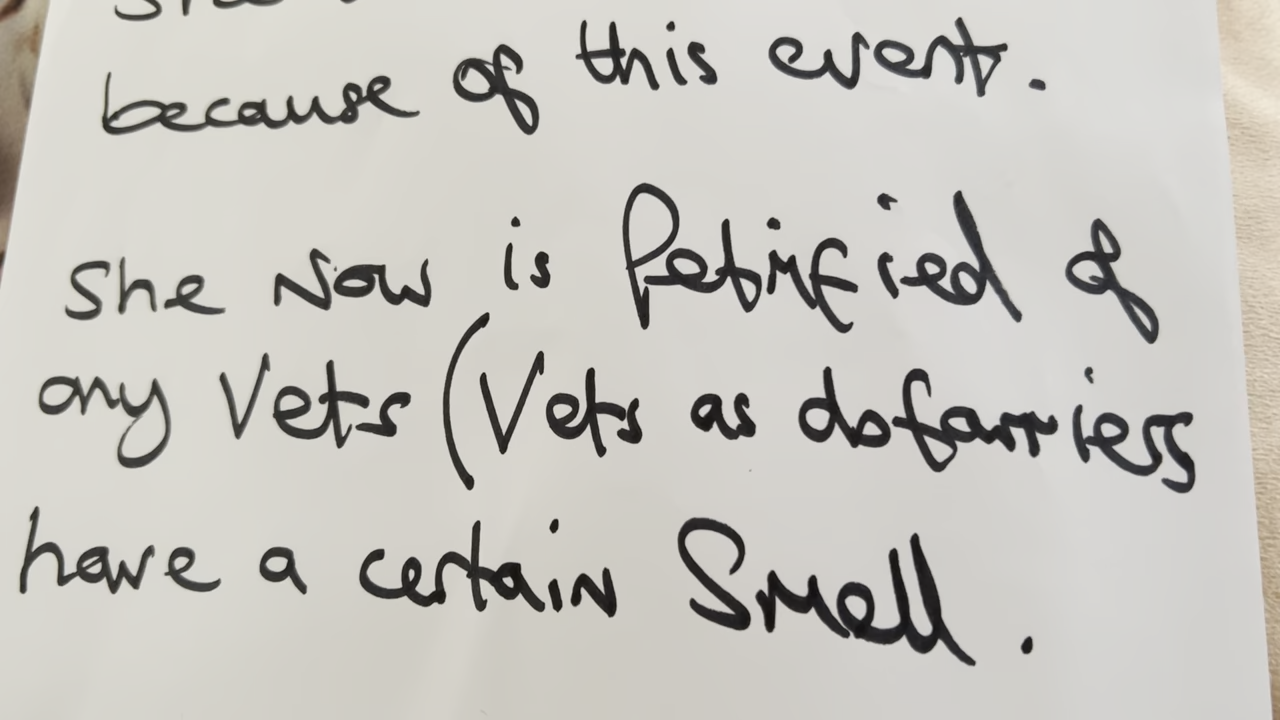 because of this event.
She Now is Petrified of
any Vets (Vets as do farriers
have a certain Smell.